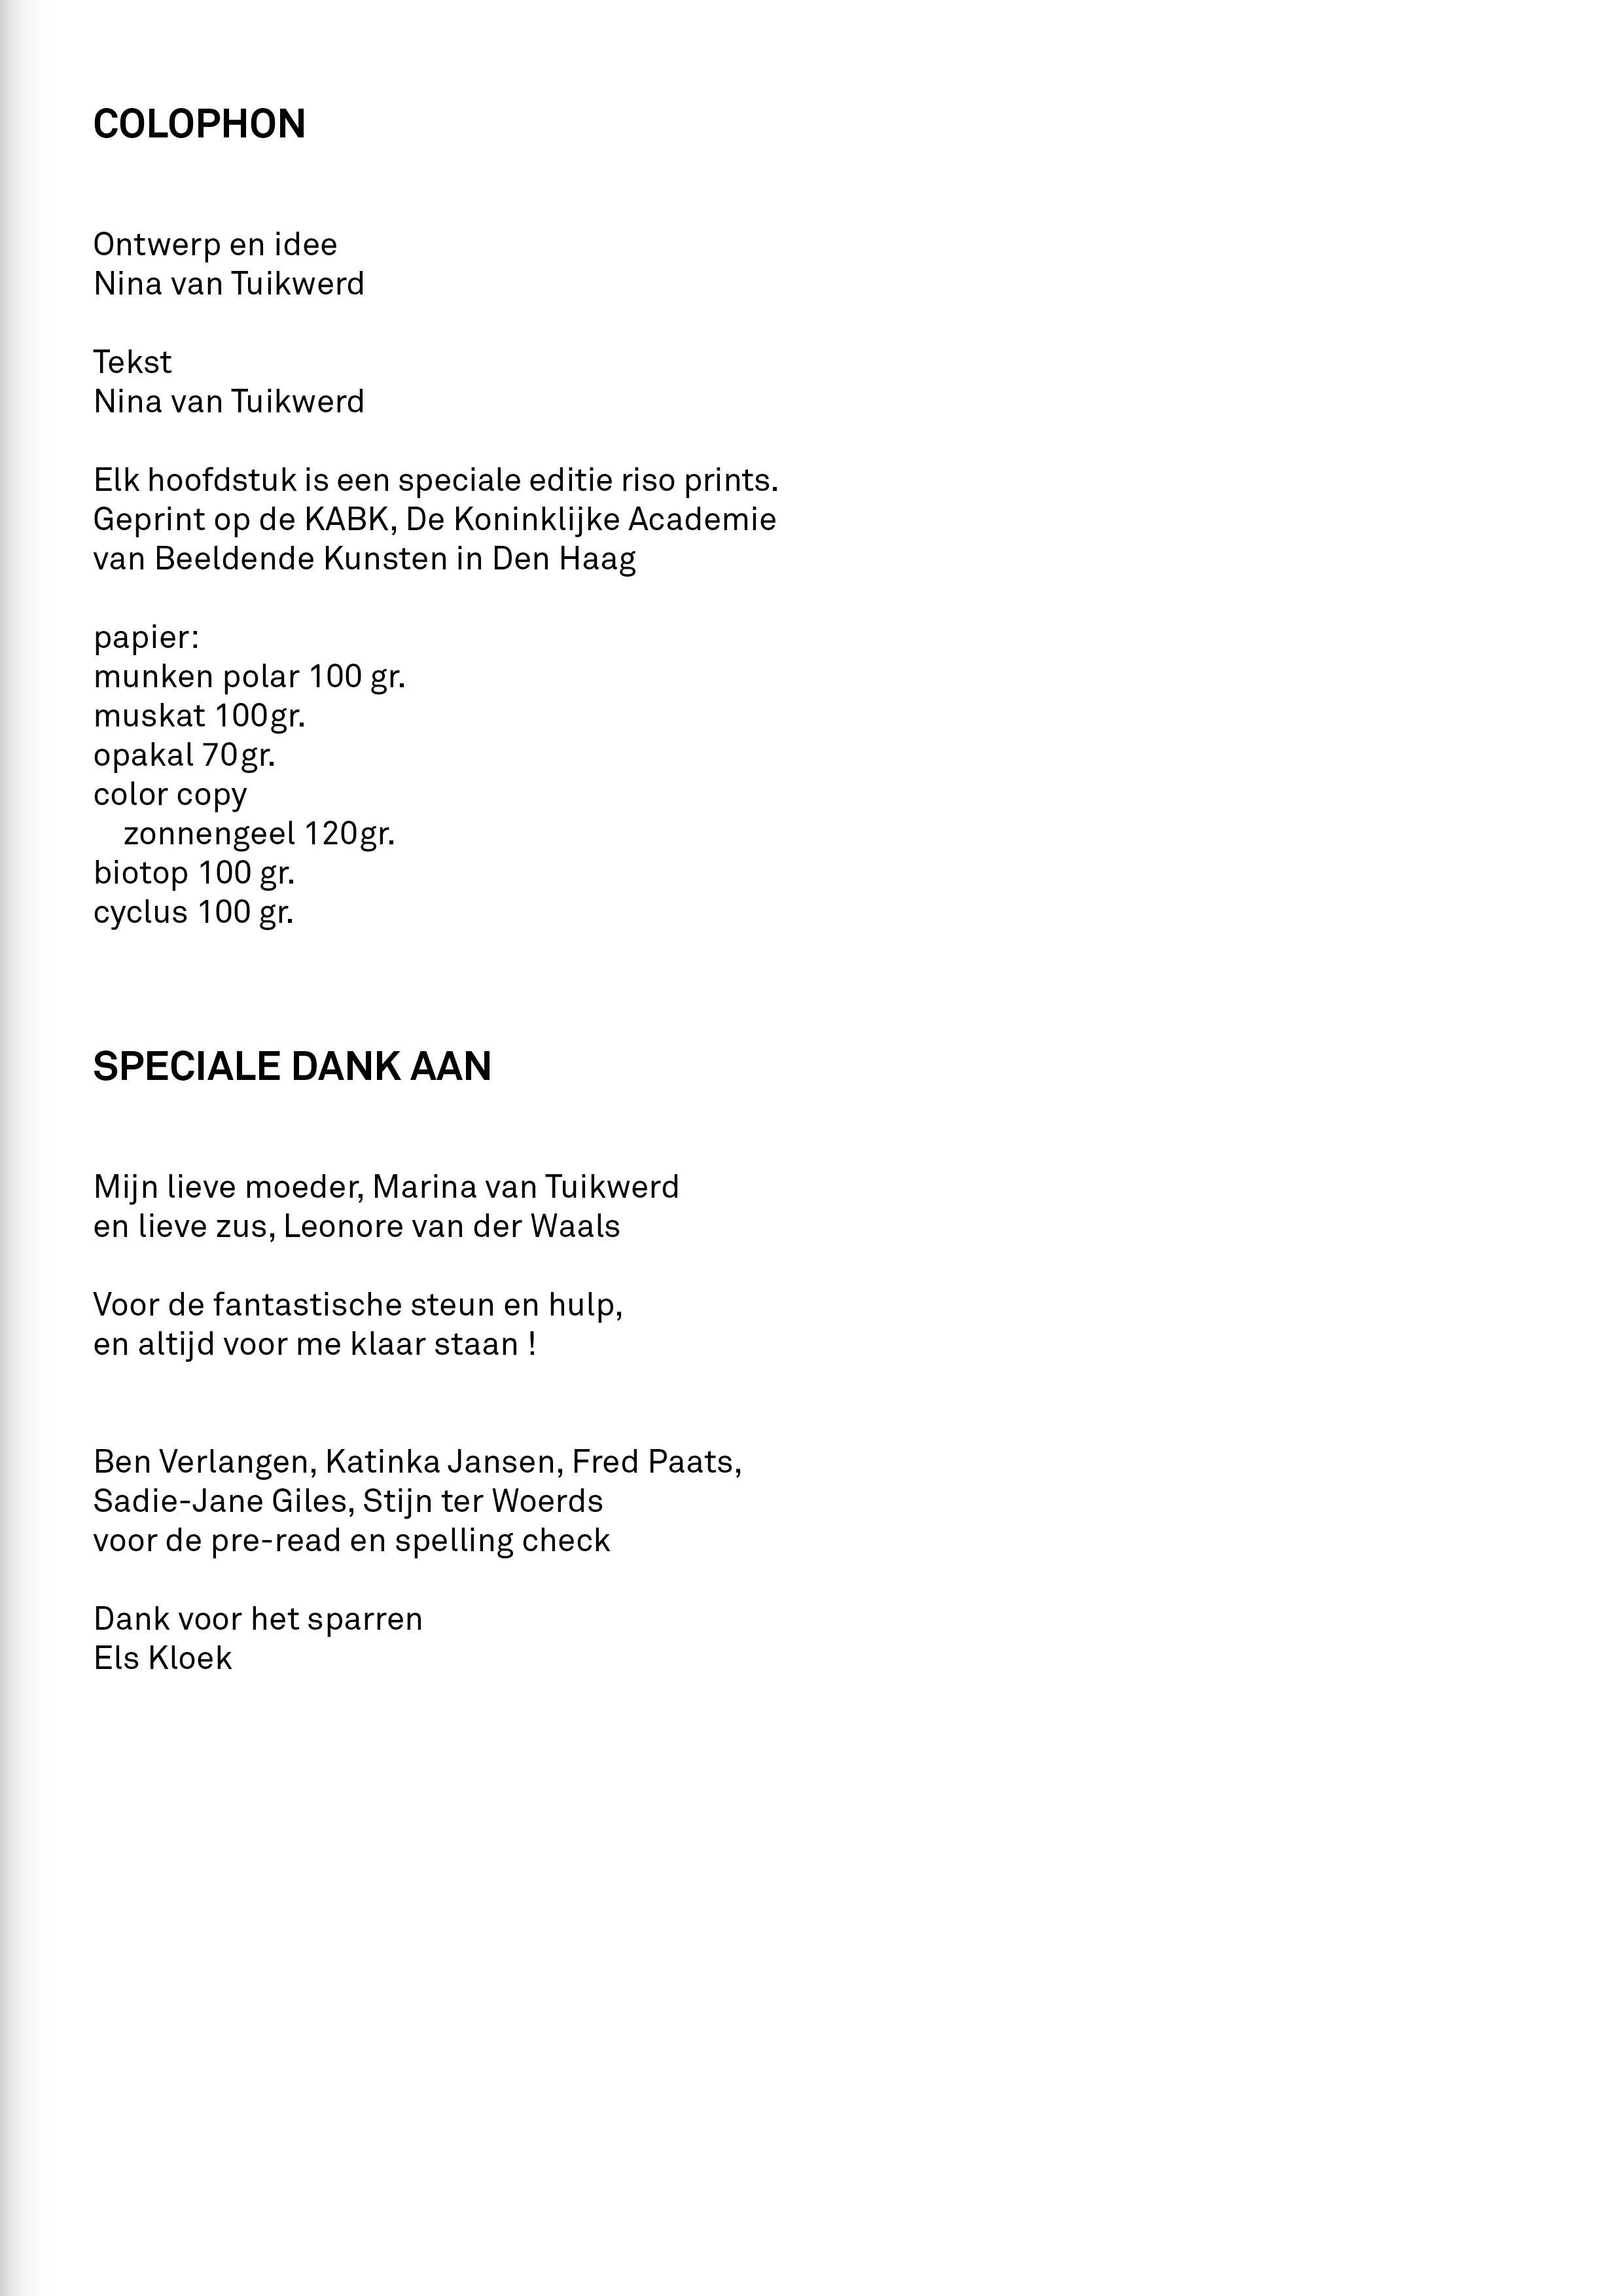 COLOPHON
Ontwerp en idee
Nina van Tuikwerd
Tekst
Nina van Tuikwerd
Elk hoofdstuk is een speciale editie riso prints.
Geprint op de KABK, De Koninklijke Academie
van Beeldende Kunsten in Den Haag
papier:
munken polar 100 gr.
muskat 100gr.
opakal 70gr.
color copy
zonnengeel 120gr.
biotop 100 gr.
cyclus 100 gr.
SPECIALE DANK AAN
Mijn lieve moeder, Marina van Tuikwerd
en lieve zus, Leonore van der Waals
Voor de fantastische steun en hulp,
en altijd voor me klaar staan !
Ben Verlangen, Katinka Jansen, Fred Paats,
Sadie-Jane Giles, Stijn ter Woerds
voor de pre-read en spelling check
Dank voor het sparren
Els Kloek